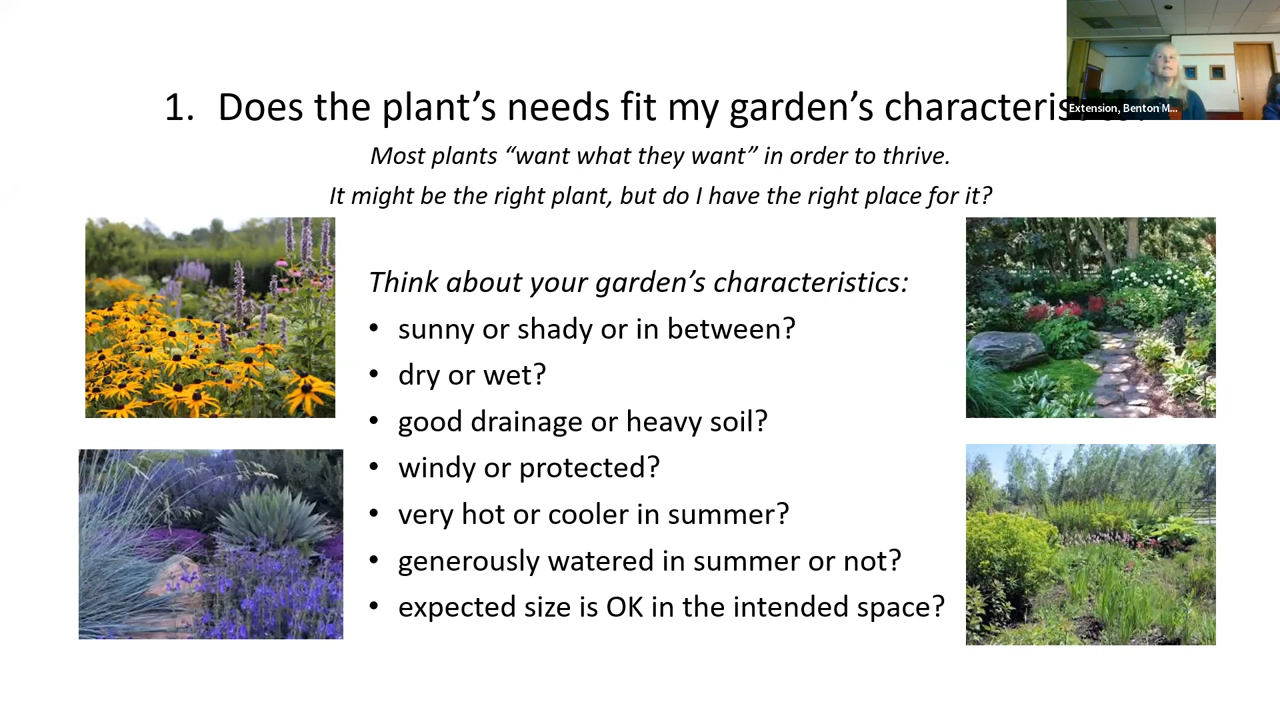 1. Does the plant’s needs fit my garden’s
Extension, Benton M...
Most plants “want what they want” in order to thrive.
It might be the right plant, but do I have the right place for it?
Think about your garden’s characteristics:
• sunny or shady or in between?
• dry or wet?
• good drainage or heavy soil?
• windy or protected?
• very hot or cooler in summer?
• generously watered in summer or not?
• expected size is OK in the intended space?